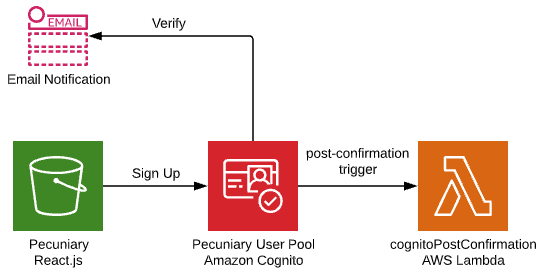 EMAIL
Verify
Email Notification
Sign Up
post-confirmation
trigger
Pecuniary
React.js
Pecuniary User Pool
Amazon Cognito
cognitoPostConfirmation
AWS Lambda